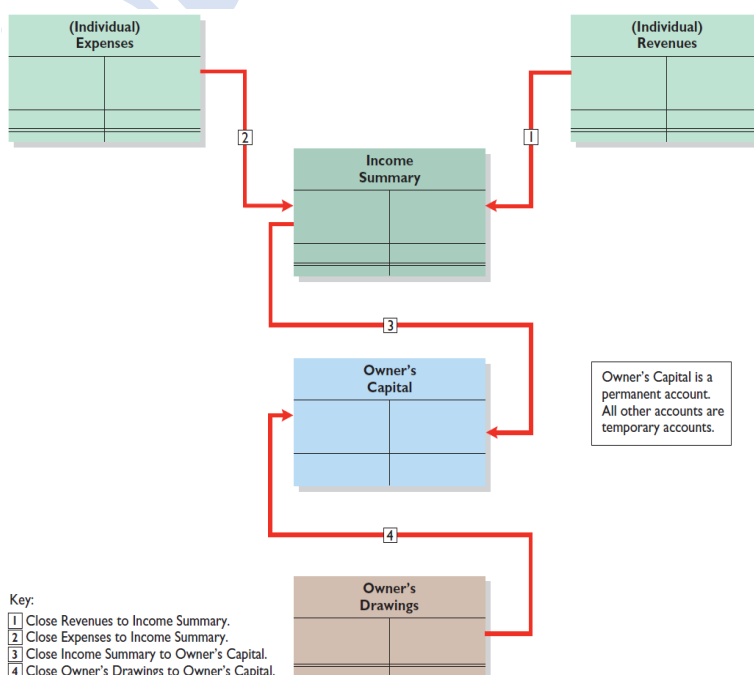 (Individual)
Expenses
(Individual)
Revenues
2
1
Income
Summary
3
Owner's
Capital
Owner's Capital is a
permanent account.
All other accounts are
temporary accounts.
4
Owner's
Drawings
Key:
1 Close Revenues to Income Summary.
2 Close Expenses to Income Summary.
3 Close Income Summary to Owner's Capital.
4 Close Owner's Drawings to Owner's Capital.